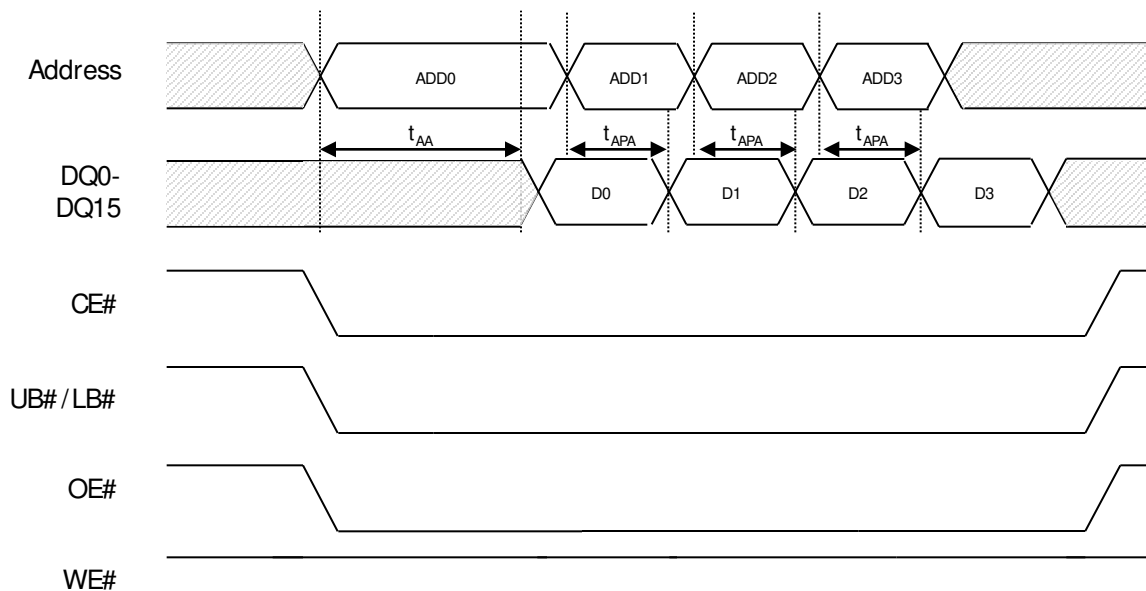 Address
ADD0 ADD1 ADD2 ADD3
tAA tAPA tAPA tAPA
DQ0-
DQ15
D0 D1 D2 D3
CE#
UB# / LB#
OE#
WE#